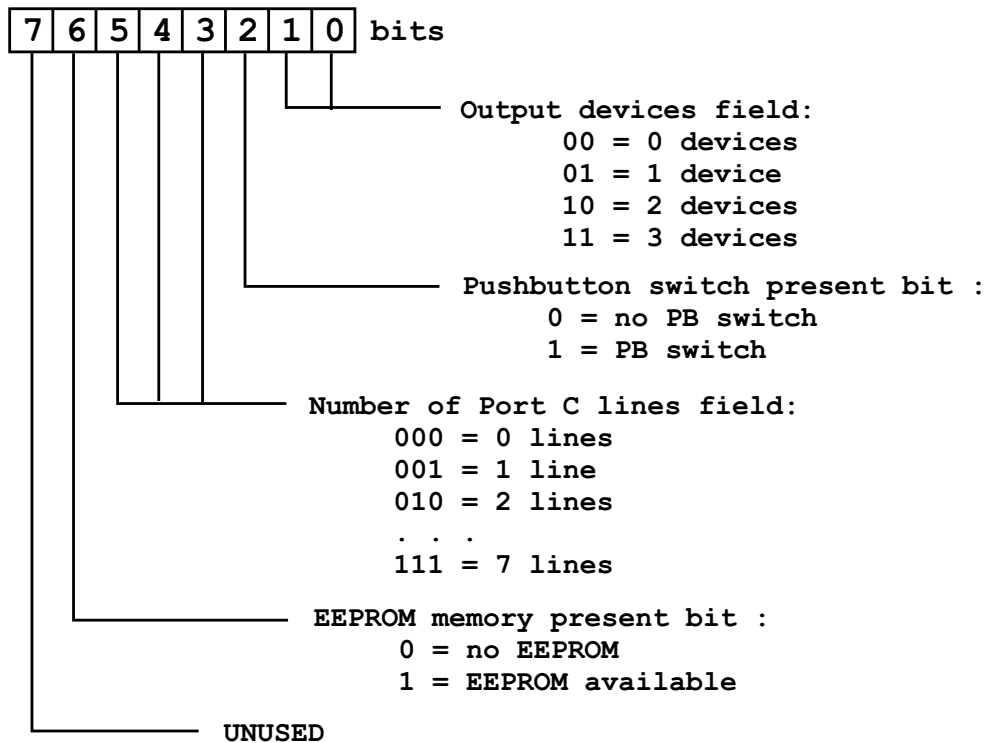 7 6 5 4 3 2 1 0 bits
Output devices field:
00 = 0 devices
01 = 1 device
10 = 2 devices
11 = 3 devices
Pushbutton switch present bit :
0 = no PB switch
1 = PB switch
Number of Port C lines field:
000 = 0 lines
001 = 1 line
010 = 2 lines
. . .
111 = 7 lines
EEPROM memory present bit :
0 = no EEPROM
1 = EEPROM available
UNUSED